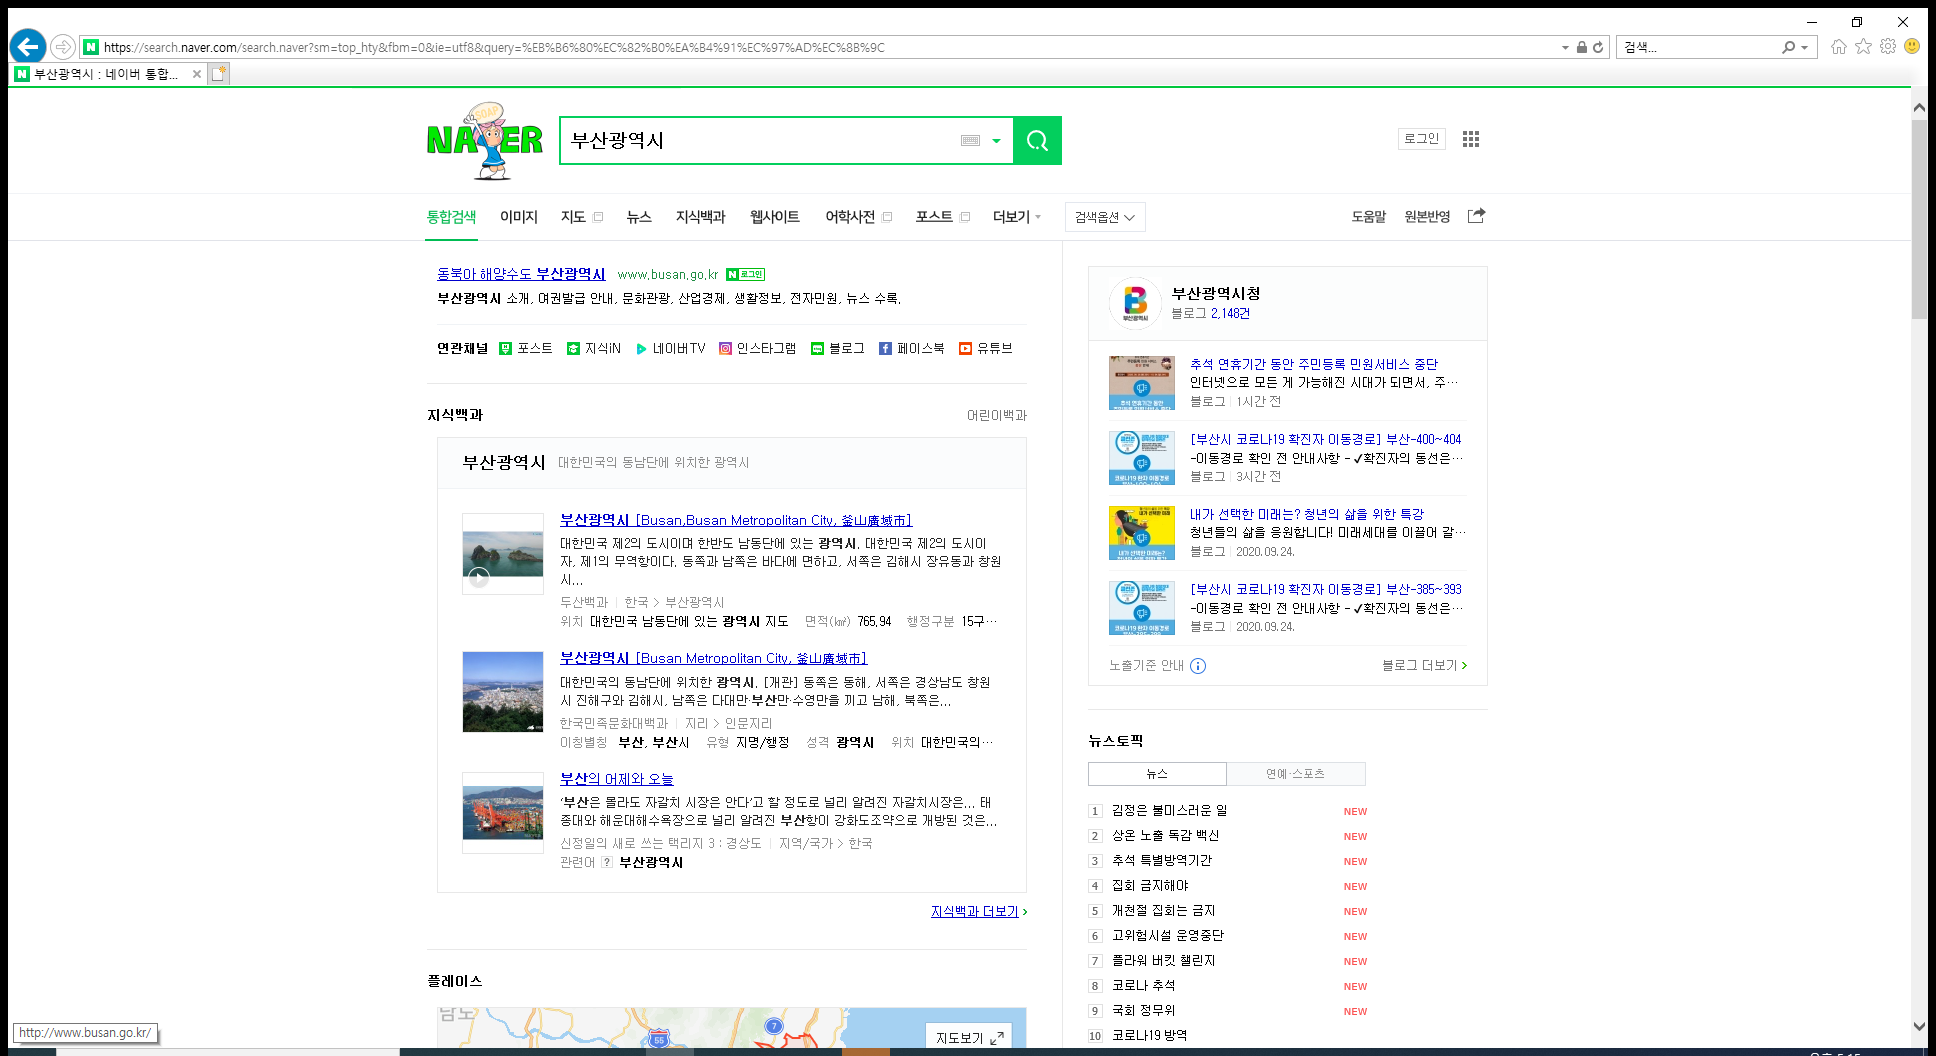 https://search.naver.com/search.naver?sm=top_hty&fbm=0&ie=utf8&query=%EB%B6%80%EC%82%B0%EA%B4%91%EC%97%AD%EC%8B%9C
검색...
부산광역시 : 네이버 통합...
NAVER
SOAP
부산광역시
로그인
통합검색 이미지 지도 뉴스 지식백과 웹사이트 어학사전 포스트 더보기 검색옵션 도움말 원본반영
동북아 해양수도 부산광역시 www.busan.go.kr N 로그인
부산광역시 소개, 여권발급 안내, 문화관광, 산업경제, 생활정보, 전자민원, 뉴스 수록.
연관채널 포스트 지식iN 네이버TV 인스타그램 블로그 페이스북 유튜브
지식백과 어린이백과
부산광역시 대한민국의 동남단에 위치한 광역시
부산광역시 [Busan,Busan Metropolitan City, 釜山廣域市]
대한민국 제2의 도시이며 한반도 남동단에 있는 광역시. 대한민국 제2의 도시이
자, 제1의 무역항이다. 동쪽과 남쪽은 바다에 면하고, 서쪽은 김해시 장유동과 창원
시...
두산백과 | 한국 > 부산광역시
위치 대한민국 남동단에 있는 광역시 지도 면적(㎢) 765.94 행정구분 15구…
부산광역시 [Busan Metropolitan City, 釜山廣域市]
대한민국의 동남단에 위치한 광역시. [개관] 동쪽은 동해, 서쪽은 경상남도 창원
시 진해구와 김해시, 남쪽은 다대만·부산만·수영만을 끼고 남해, 북쪽은...
한국민족문화대백과 | 지리 > 인문지리
이칭별칭 부산, 부산시 유형 지명/행정 성격 광역시 위치 대한민국의…
부산의 어제와 오늘
‘부산은 몰라도 자갈치 시장은 안다’고 할 정도로 널리 알려진 자갈치시장은... 태
종대와 해운대해수욕장으로 널리 알려진 부산항이 강화도조약으로 개방된 것은...
신정일의 새로 쓰는 택리지 3 : 경상도 | 지역/국가 > 한국
관련어 ? 부산광역시
지식백과 더보기 >
플레이스
남도
55
7
지도보기
부산광역시
부산광역시청
블로그 2,148건
추석 연휴기간 동안 주민등록 민원서비스 중단
인터넷으로 모든 게 가능해진 시대가 되면서, 주…
블로그 | 1시간 전
[부산시 코로나19 확진자 이동경로] 부산-400~404
-이동경로 확인 전 안내사항 - ✓확진자의 동선은…
블로그 | 3시간 전
내가 선택한 미래는? 청년의 삶을 위한 특강
청년들의 삶을 응원합니다! 미래세대를 이끌어 갈…
블로그 | 2020.09.24.
[부산시 코로나19 확진자 이동경로] 부산-385~393
-이동경로 확인 전 안내사항 - ✓확진자의 동선은…
블로그 | 2020.09.24.
노출기준 안내 블로그 더보기 >
뉴스토픽
뉴스 연예·스포츠
1 김정은 불미스러운 일 NEW
2 상온 노출 독감 백신 NEW
3 추석 특별방역기간 NEW
4 집회 금지해야 NEW
5 개천절 집회는 금지 NEW
6 고위험시설 운영중단 NEW
7 플라워 버킷 챌린지 NEW
8 코로나 추석 NEW
9 국회 정무위 NEW
10 코로나19 방역
http://www.busan.go.kr/